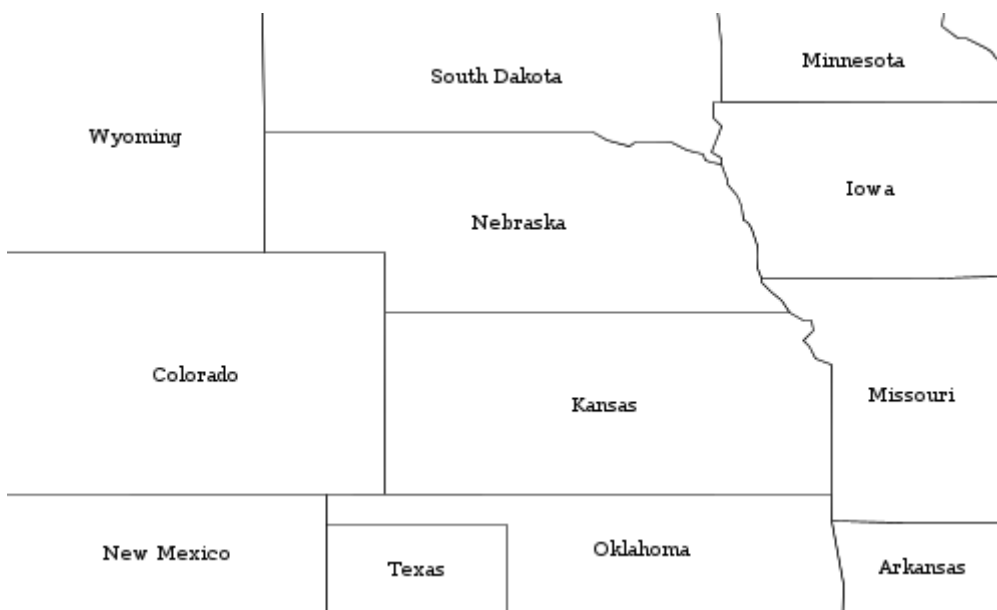 Minnesota
South Dakota
Wyoming
Iowa
Nebraska
Colorado
Missouri
Kansas
Oklahoma
New Mexico
Texas
Arkansas